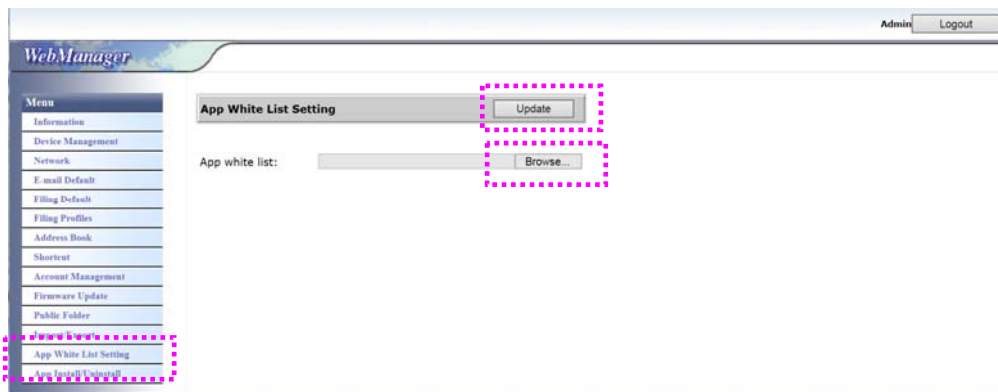 Admin Logout
WebManager
Menu
Information
Device Management
Network
E-mail Default
Filing Default
Filing Profiles
Address Book
Shortcut
Account Management
Firmware Update
Public Folder
Import/Export
App White List Setting
App Install/Uninstall
App White List Setting Update
App white list: Browse...